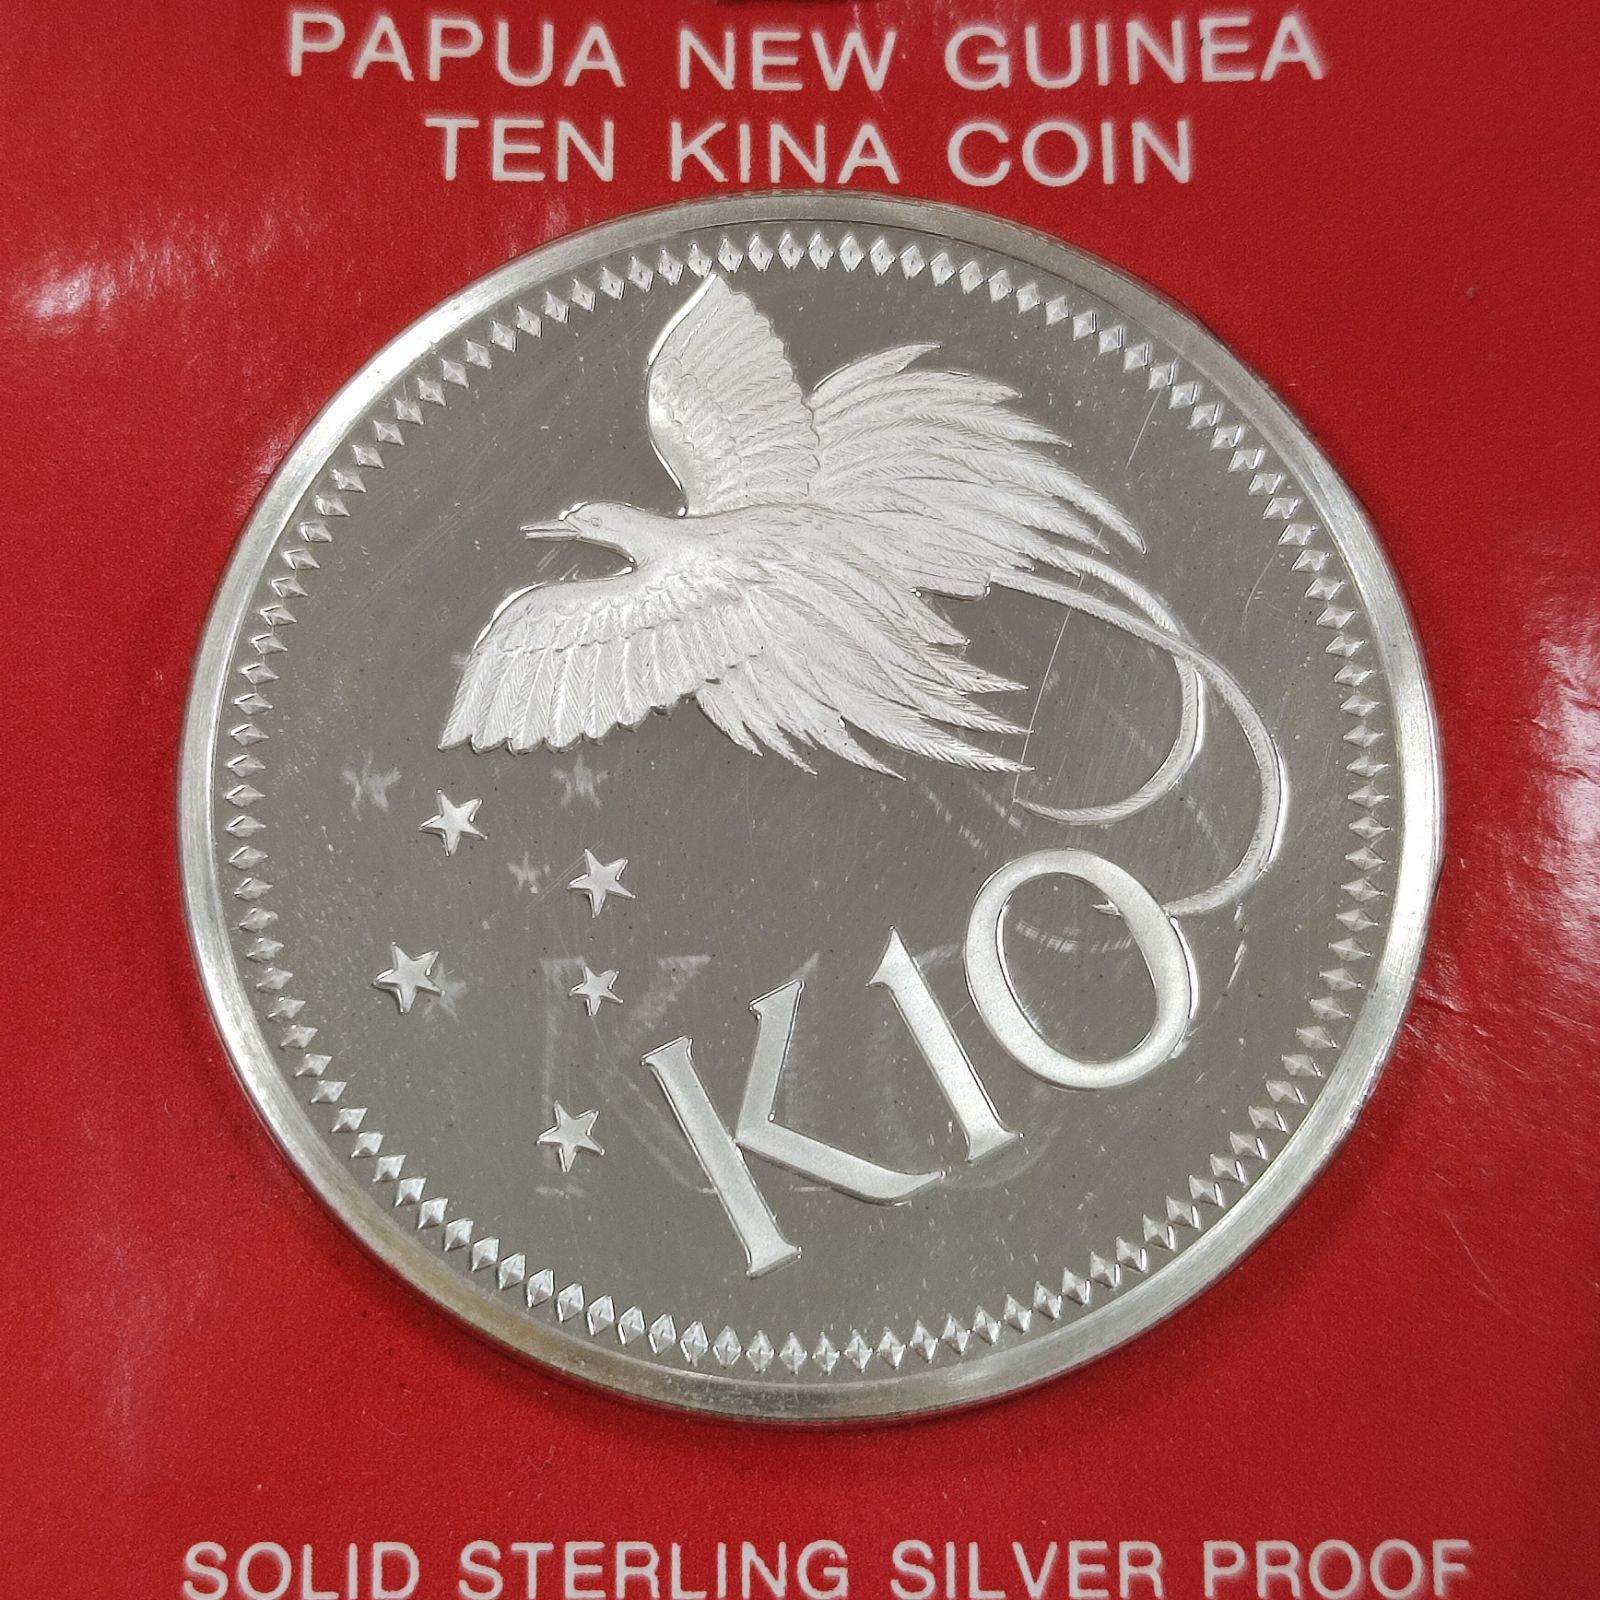 PAPUA NEW GUINEA
TEN KINA COIN
K10
SOLID STERLING SILVER PROOF